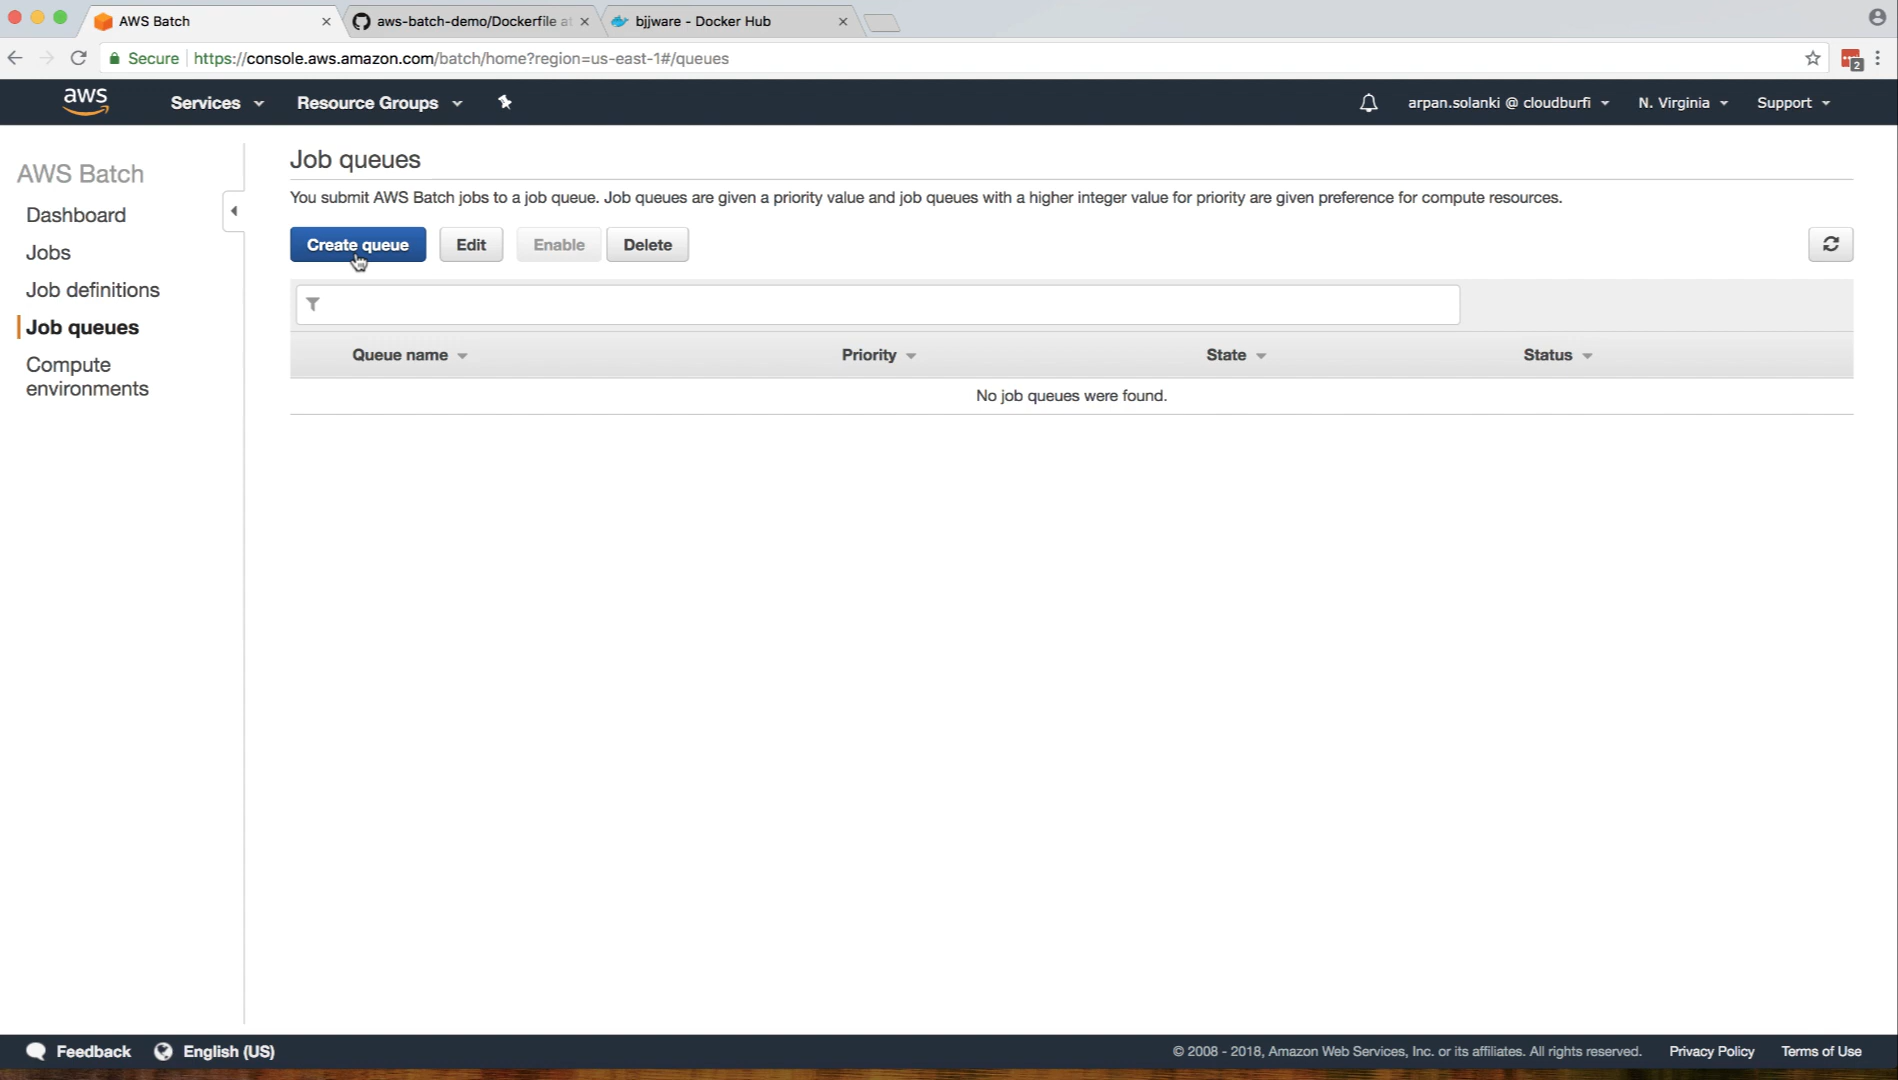 AWS Batch
aws-batch-demo/Dockerfile at
bjjware - Docker Hub
Secure
https://console.aws.amazon.com/batch/home?region=us-east-1#/queues
2
aws
Services
Resource Groups
arpan.solanki @ cloudburfi
N. Virginia
Support
AWS Batch
Dashboard
Jobs
Job definitions
Job queues
Compute
environments
Job queues
You submit AWS Batch jobs to a job queue. Job queues are given a priority value and job queues with a higher integer value for priority are given preference for compute resources.
Create queue
Edit
Enable
Delete
Queue name
Priority
State
Status
No job queues were found.
Feedback
English (US)
© 2008 - 2018, Amazon Web Services, Inc. or its affiliates. All rights reserved.
Privacy Policy
Terms of Use